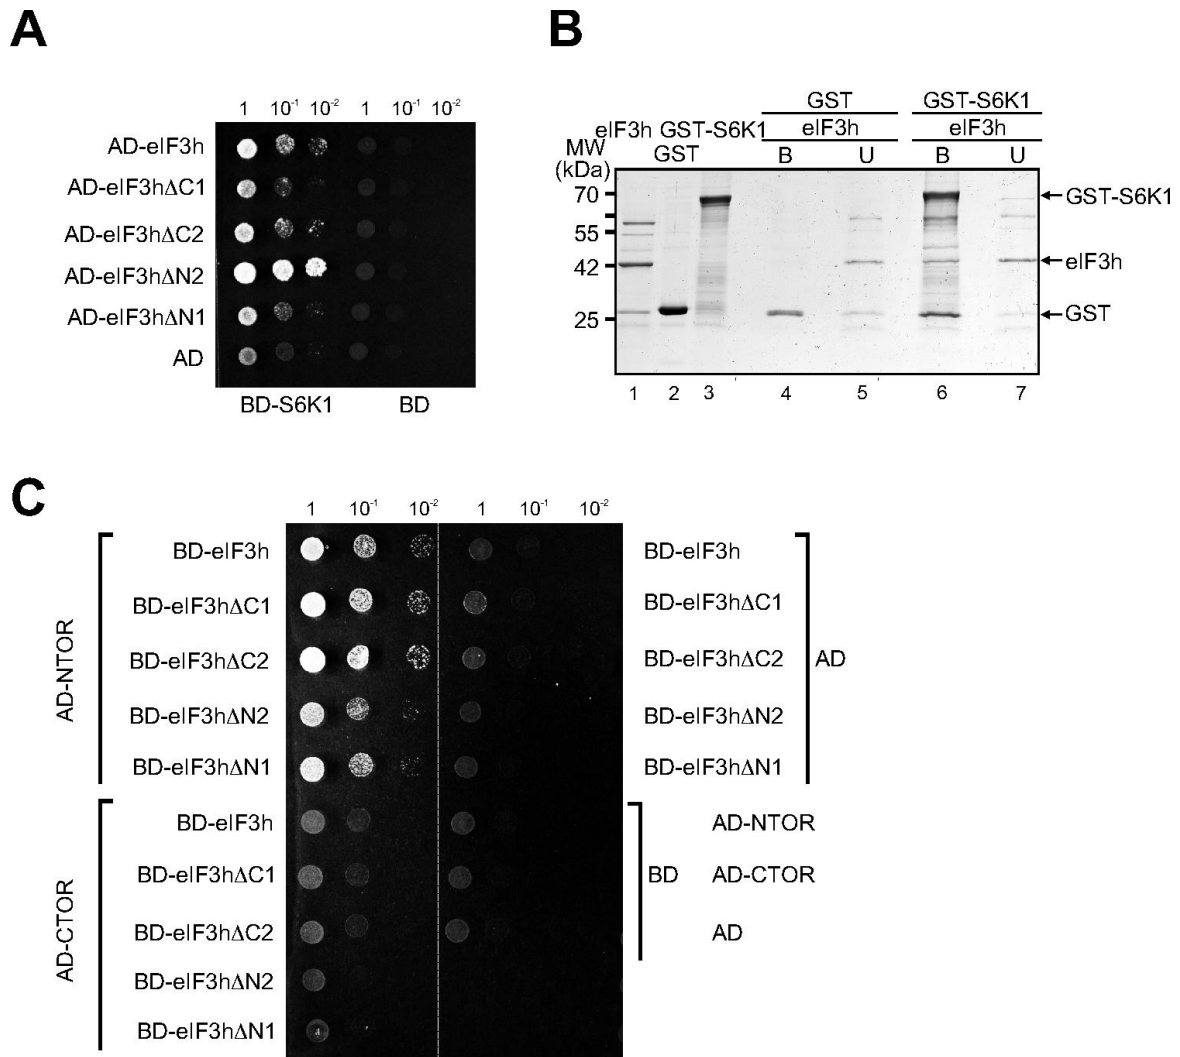 A
1 10⁻¹ 10⁻² 1 10⁻¹ 10⁻²
AD-eIF3h
AD-eIF3hΔC1
AD-eIF3hΔC2
AD-eIF3hΔN2
AD-eIF3hΔN1
AD
BD-S6K1 BD
B
GST GST-S6K1
eIF3h GST-S6K1 eIF3h eIF3h
MW GST B U B U
(kDa)
70 GST-S6K1
55
42 eIF3h
25 GST
1 2 3 4 5 6 7
C
1 10⁻¹ 10⁻² 1 10⁻¹ 10⁻²
AD-NTOR
BD-eIF3h BD-eIF3h
BD-eIF3hΔC1 BD-eIF3hΔC1
BD-eIF3hΔC2 BD-eIF3hΔC2 AD
BD-eIF3hΔN2 BD-eIF3hΔN2
BD-eIF3hΔN1 BD-eIF3hΔN1
AD-CTOR
BD-eIF3h AD-NTOR
BD-eIF3hΔC1 BD AD-CTOR
BD-eIF3hΔC2 AD
BD-eIF3hΔN2
BD-eIF3hΔN1